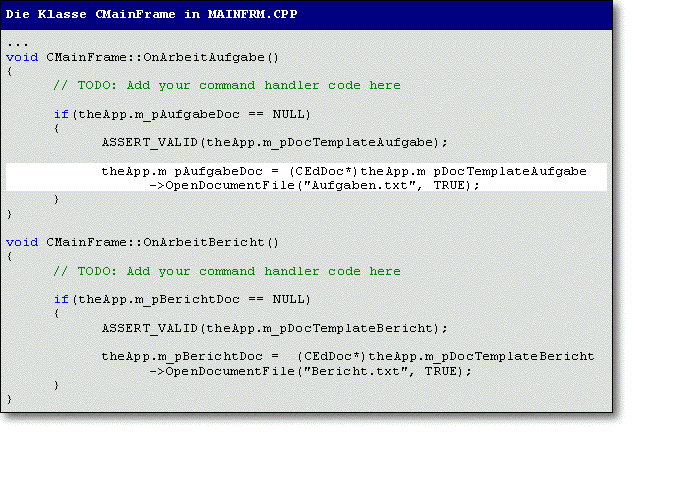 Die Klasse CMainFrame in MAINFRM.CPP
...
void CMainFrame::OnArbeitAufgabe()
{
// TODO: Add your command handler code here
if(theApp.m_pAufgabeDoc == NULL)
{
ASSERT_VALID(theApp.m_pDocTemplateAufgabe);
theApp.m pAufgabeDoc = (CEdDoc*)theApp.m pDocTemplateAufgabe
->OpenDocumentFile("Aufgaben.txt", TRUE);
}
}
void CMainFrame::OnArbeitBericht()
{
// TODO: Add your command handler code here
if(theApp.m_pBerichtDoc == NULL)
{
ASSERT_VALID(theApp.m_pDocTemplateBericht);
theApp.m_pBerichtDoc =  (CEdDoc*)theApp.m_pDocTemplateBericht
->OpenDocumentFile("Bericht.txt", TRUE);
}
}